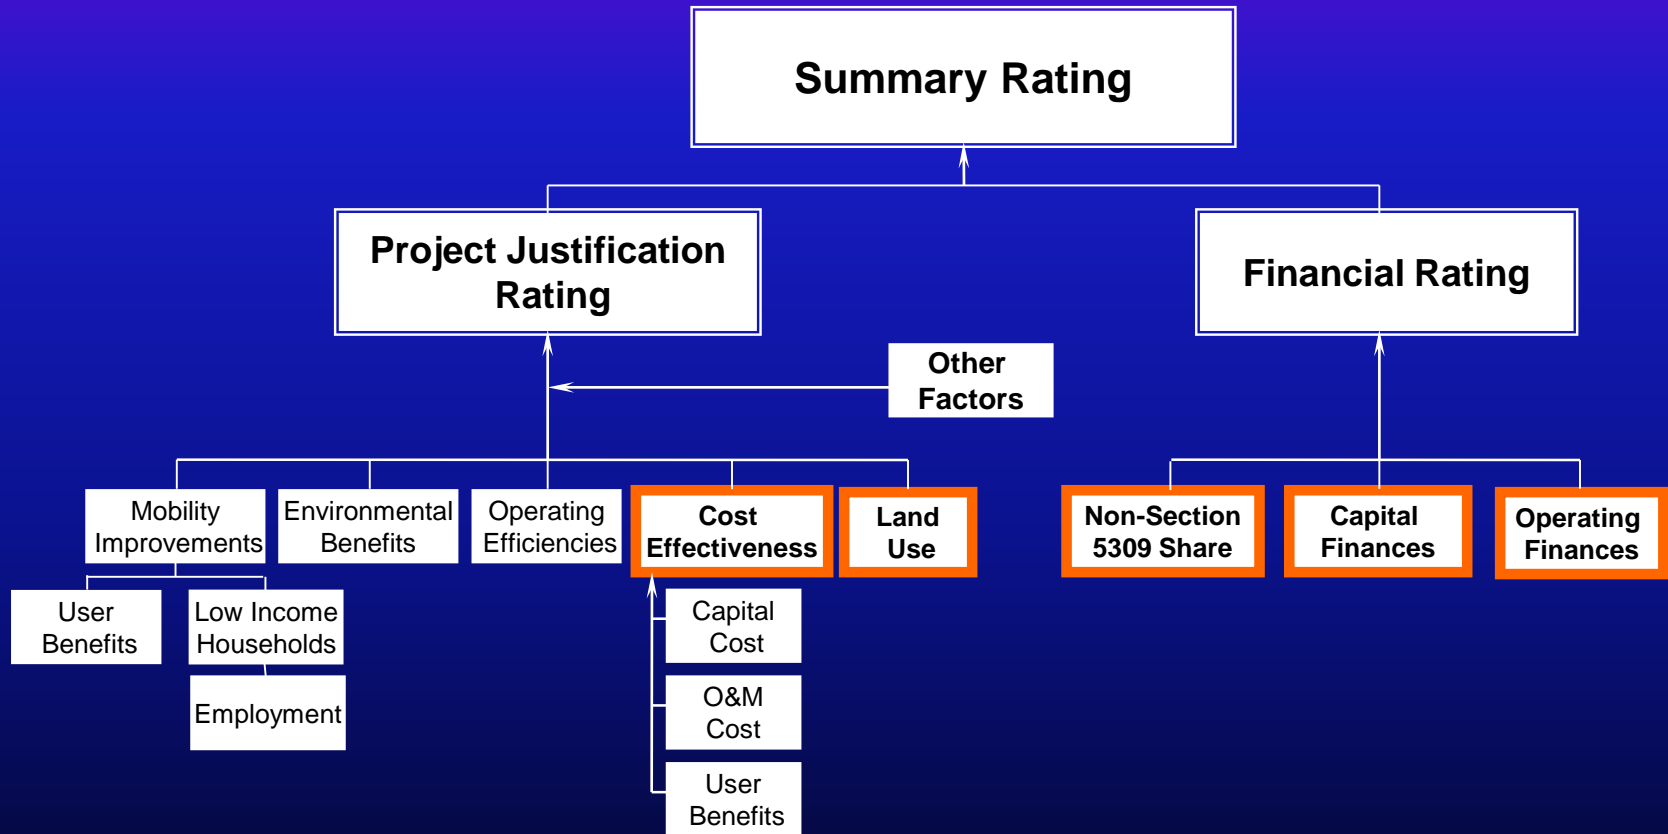 Summary Rating
Project Justification
Rating
Financial Rating
Other
Factors
Mobility
Improvements
Environmental
Benefits
Operating
Efficiencies
Cost
Effectiveness
Land
Use
Non-Section
5309 Share
Capital
Finances
Operating
Finances
User
Benefits
Low Income
Households
Employment
Capital
Cost
O&M
Cost
User
Benefits